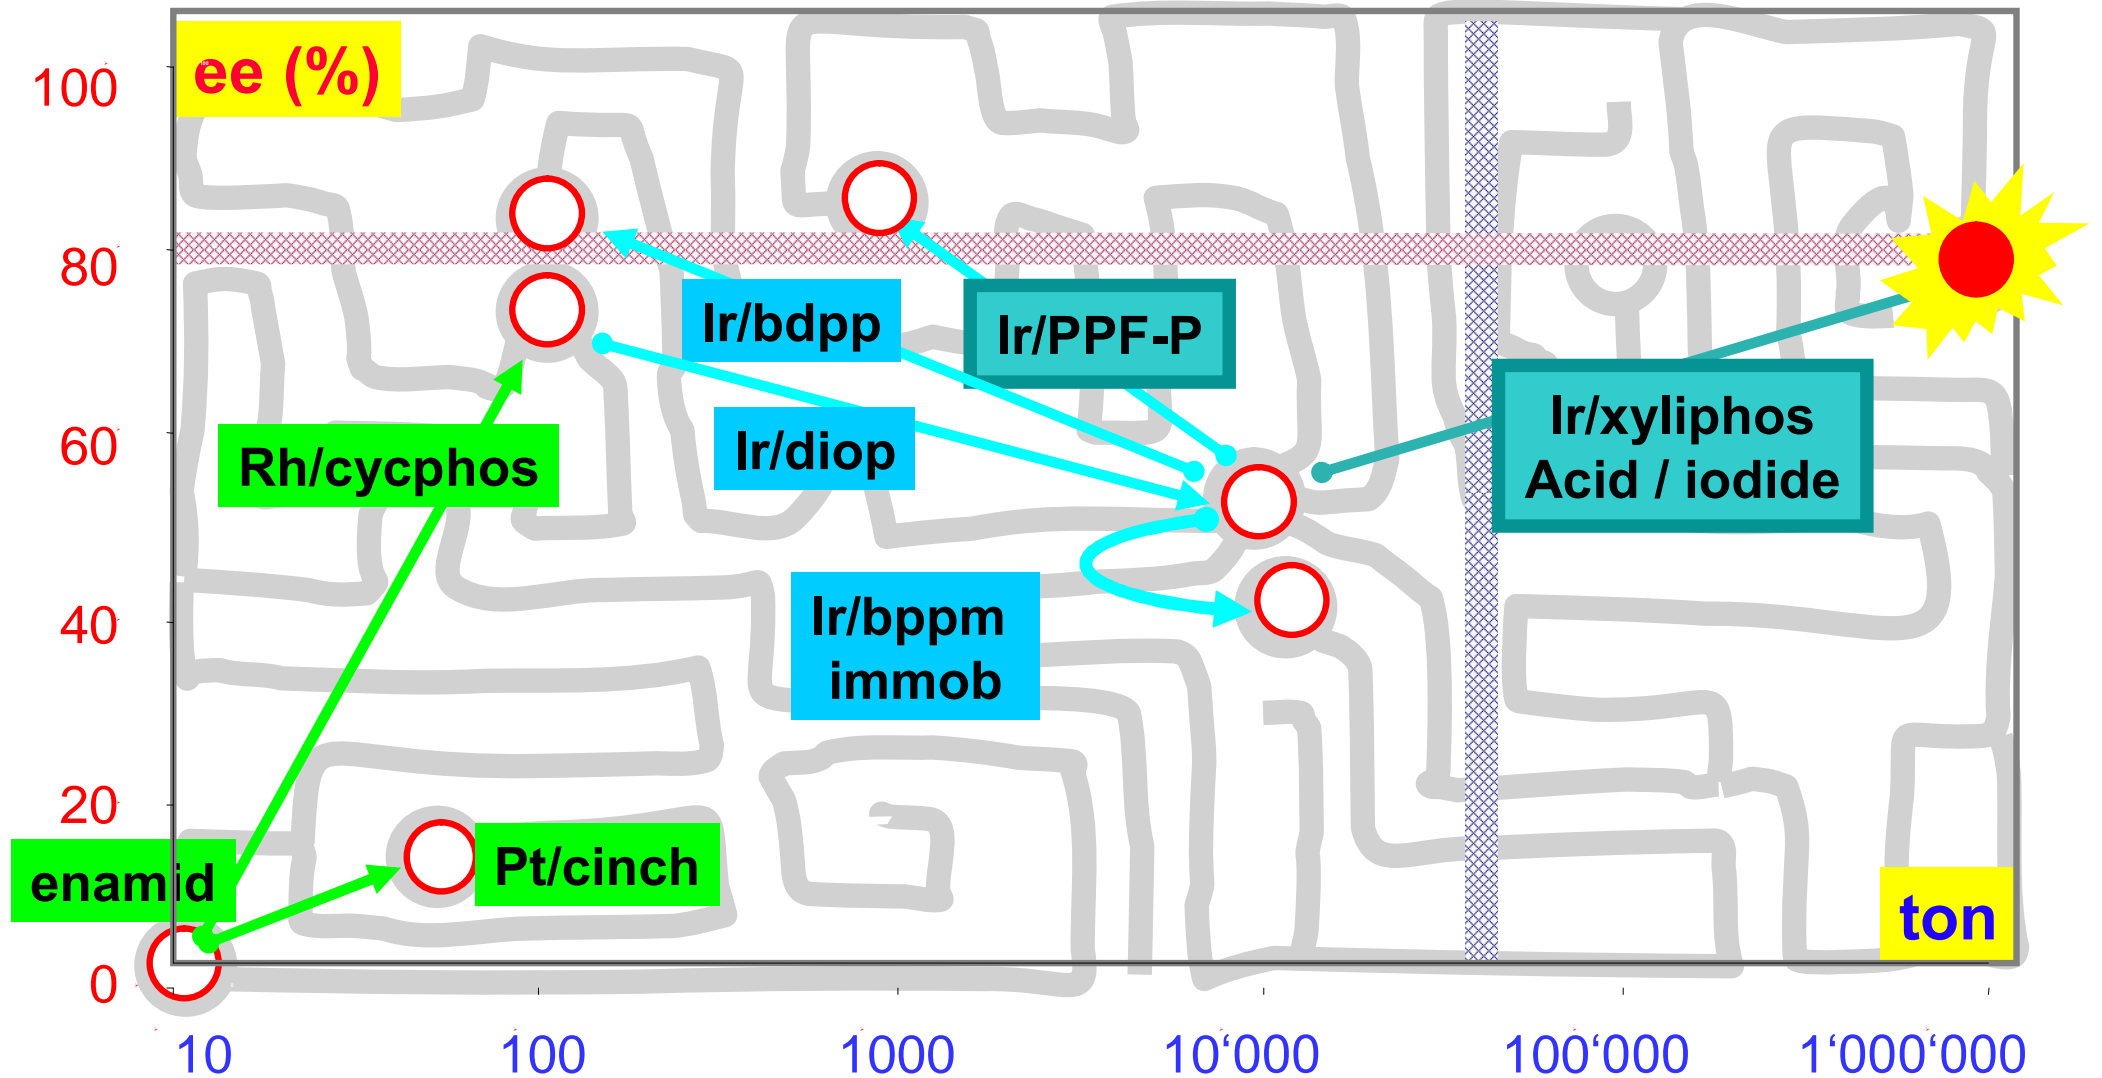 ee (%)
100
80
60
40
20
0
Ir/bdpp
Ir/PPF-P
Ir/diop
Rh/cycphos
Ir/xyliphos
Acid / iodide
Ir/bppm
immob
enamid
Pt/cinch
ton
10
100
1000
10‘000
100‘000
1‘000‘000